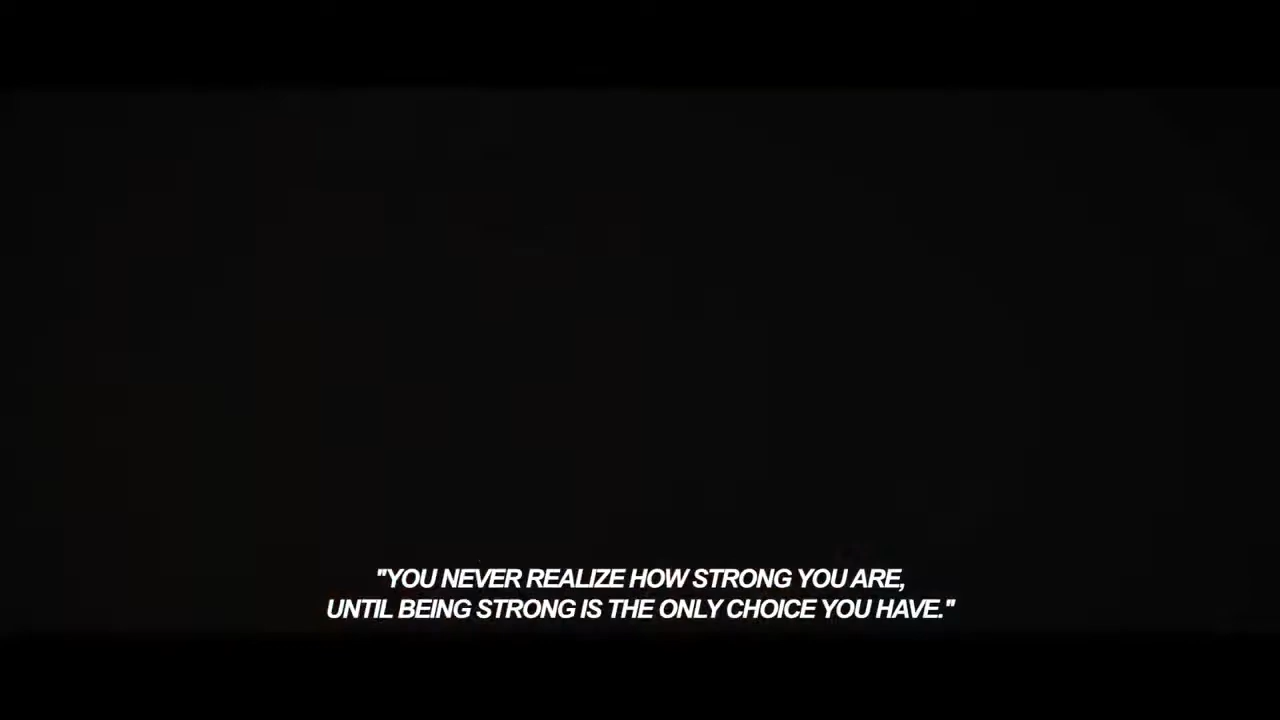 "YOU NEVER REALIZE HOW STRONG YOU ARE,
UNTIL BEING STRONG IS THE ONLY CHOICE YOU HAVE."